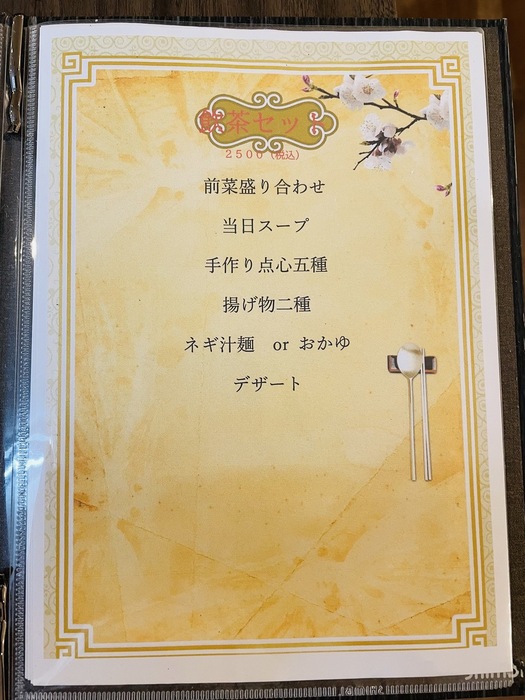 飲茶セット
2500(税込)
前菜盛り合わせ
当日スープ
手作り点心五種
揚げ物二種
ネギ汁麺 or おかゆ
デザート